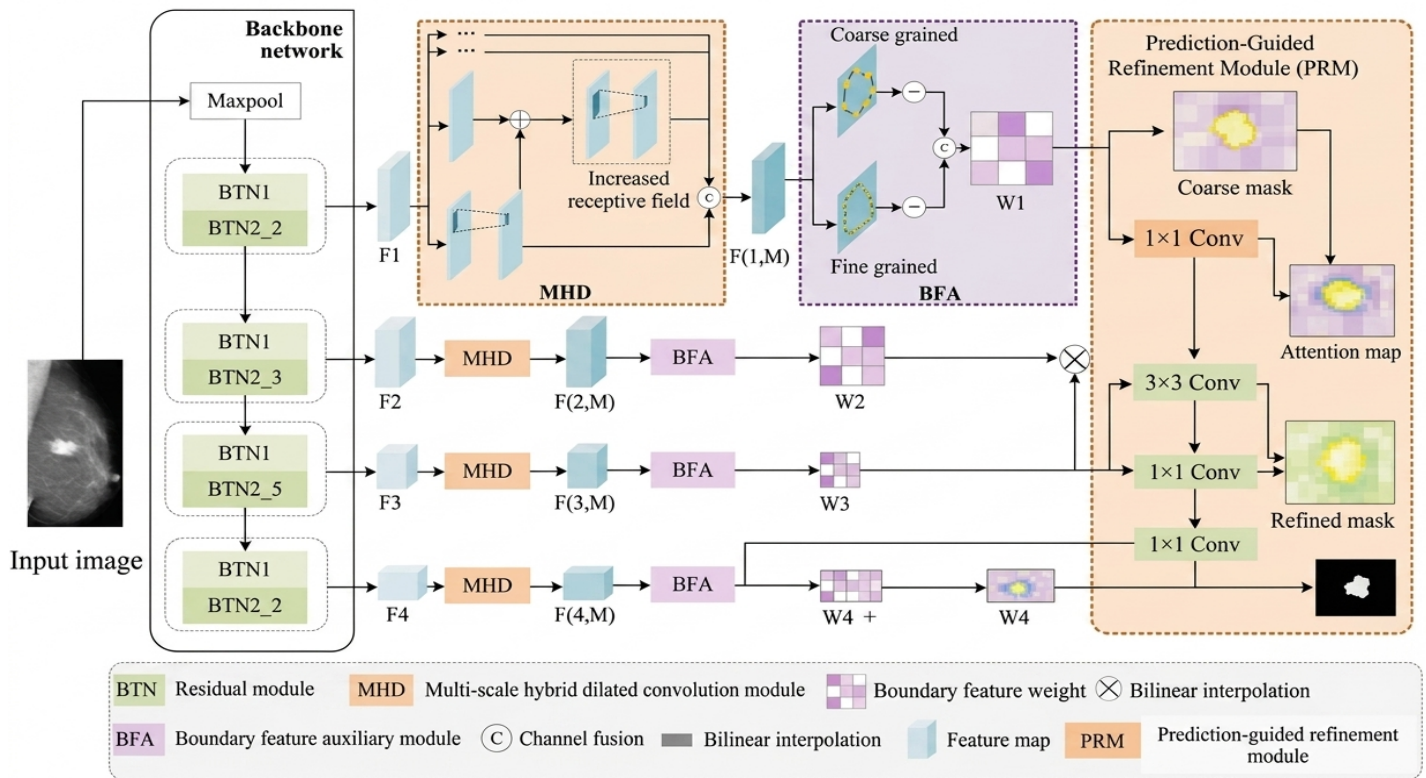 Backbone
network
Maxpool
BTN1
BTN2_2
BTN1
BTN2_3
BTN1
BTN2_5
BTN1
BTN2_2
Input image
F1
...
...
Increased
receptive field
C
MHD
F(1,M)
Coarse grained
Fine grained
C
W1
BFA
Prediction-Guided
Refinement Module (PRM)
Coarse mask
1×1 Conv
Attention map
3×3 Conv
1×1 Conv
Refined mask
1×1 Conv
F2
MHD
F(2,M)
BFA
W2
F3
MHD
F(3,M)
BFA
W3
F4
MHD
F(4,M)
BFA
W4 +
W4
BTN Residual module
MHD Multi-scale hybrid dilated convolution module
Boundary feature weight
Bilinear interpolation
BFA Boundary feature auxiliary module
C Channel fusion
Bilinear interpolation
Feature map
PRM Prediction-guided refinement
module